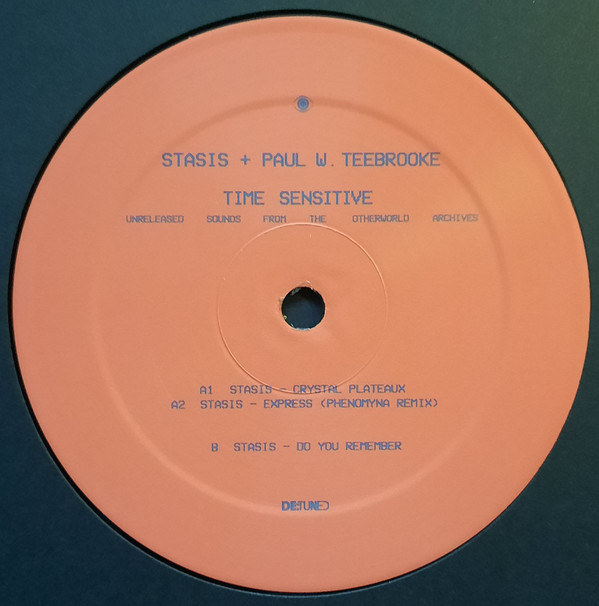 STASIS + PAUL W. TEEBROOKE
TIME SENSITIVE
UNRELEASED SOUNDS FROM THE OTHERWORLD ARCHIVES
A1 STASIS - CRYSTAL PLATEAUX
A2 STASIS - EXPRESS (PHENOMYNA REMIX)
B STASIS - DO YOU REMEMBER
DE:TUNED